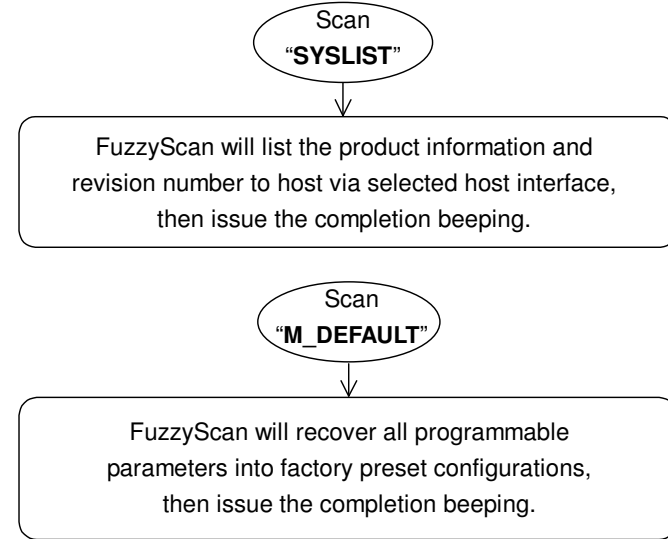 Scan
“SYSLIST”
FuzzyScan will list the product information and
revision number to host via selected host interface,
then issue the completion beeping.
Scan
“M_DEFAULT”
FuzzyScan will recover all programmable
parameters into factory preset configurations,
then issue the completion beeping.